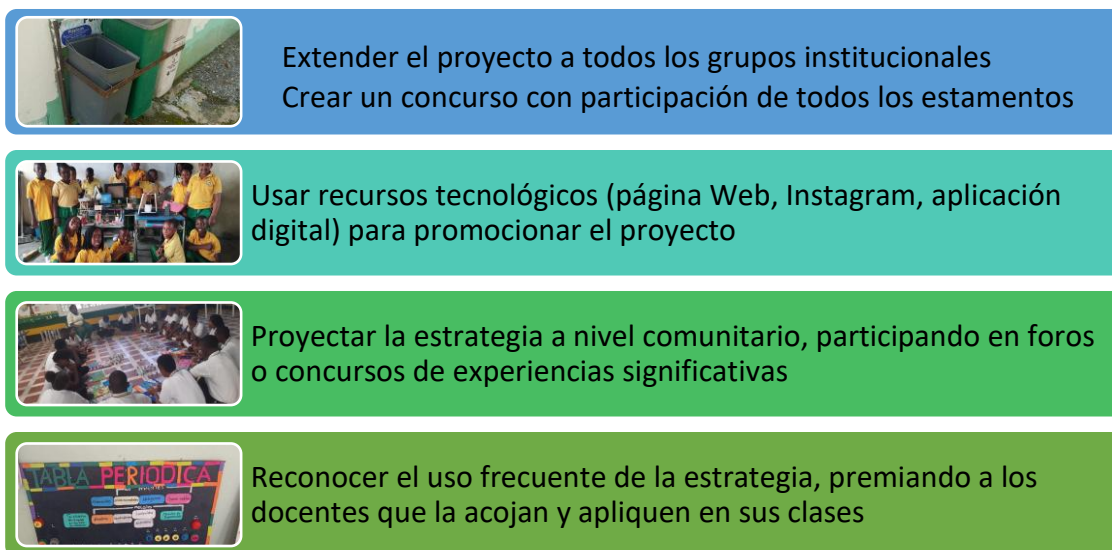 Extender el proyecto a todos los grupos institucionales
Crear un concurso con participación de todos los estamentos
Usar recursos tecnológicos (página Web, Instagram, aplicación
digital) para promocionar el proyecto
Proyectar la estrategia a nivel comunitario, participando en foros
o concursos de experiencias significativas
TABLA PERIODICA
Reconocer el uso frecuente de la estrategia, premiando a los
docentes que la acojan y apliquen en sus clases